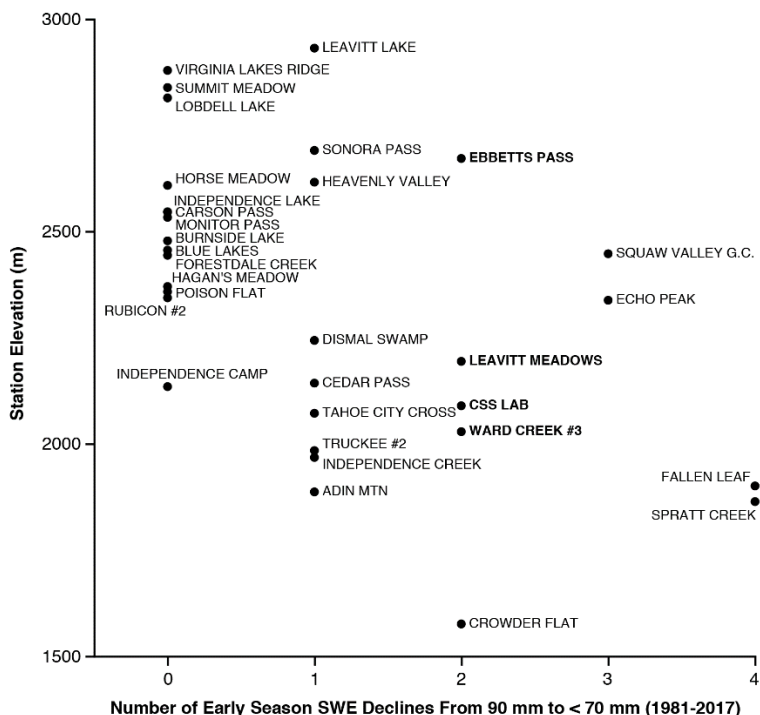 3000
LEAVITT LAKE
VIRGINIA LAKES RIDGE
SUMMIT MEADOW
LOBDELL LAKE
SONORA PASS
EBBETTS PASS
HORSE MEADOW
HEAVENLY VALLEY
INDEPENDENCE LAKE
CARSON PASS
MONITOR PASS
2500
BURNSIDE LAKE
BLUE LAKES
SQUAW VALLEY G.C.
FORESTDALE CREEK
HAGAN'S MEADOW
POISON FLAT
ECHO PEAK
RUBICON #2
Station Elevation (m)
DISMAL SWAMP
LEAVITT MEADOWS
INDEPENDENCE CAMP
CEDAR PASS
CSS LAB
TAHOE CITY CROSS
WARD CREEK #3
2000
TRUCKEE #2
INDEPENDENCE CREEK
FALLEN LEAF
ADIN MTN
SPRATT CREEK
CROWDER FLAT
1500
0 1 2 3 4
Number of Early Season SWE Declines From 90 mm to < 70 mm (1981-2017)